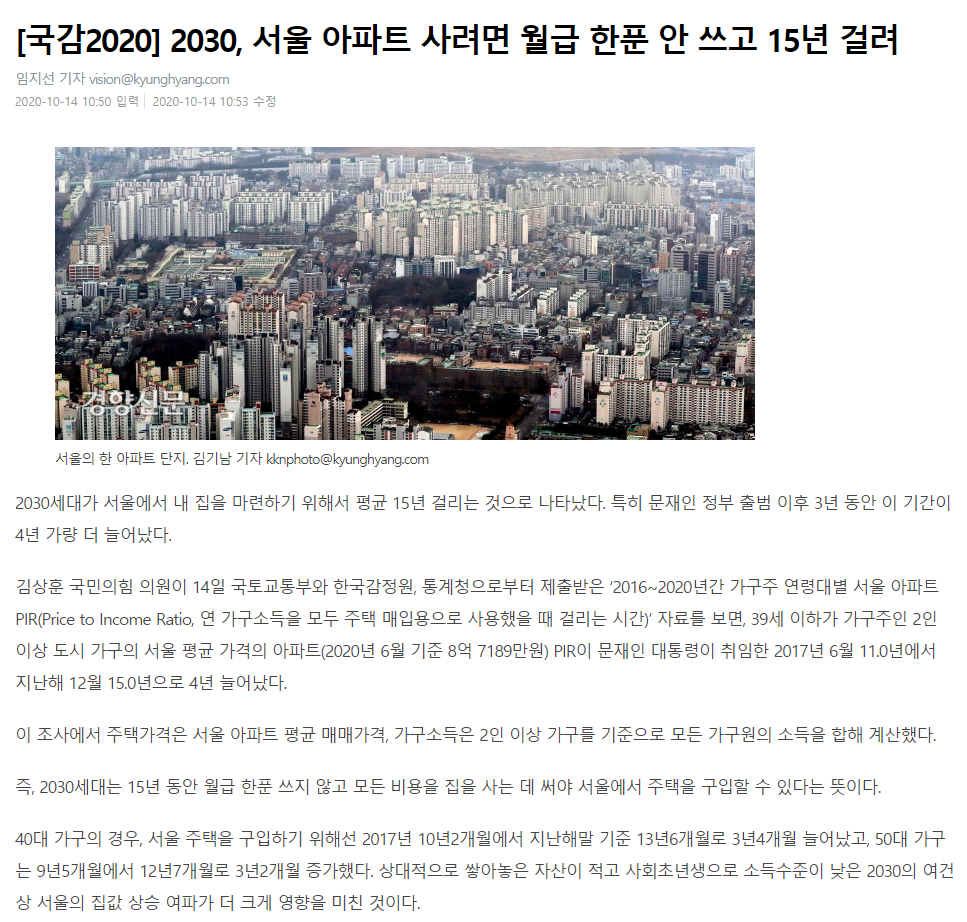 [국감2020] 2030, 서울 아파트 사려면 월급 한푼 안 쓰고 15년 걸려
임지선 기자 vision@kyunghyang.com
2020-10-14 10:50 입력 2020-10-14 10:53 수정
경향신문
서울의 한 아파트 단지. 김기남 기자 kknphoto@kyunghyang.com
2030세대가 서울에서 내 집을 마련하기 위해서 평균 15년 걸리는 것으로 나타났다. 특히 문재인 정부 출범 이후 3년 동안 이 기간이
4년 가량 더 늘어났다.
김상훈 국민의힘 의원이 14일 국토교통부와 한국감정원, 통계청으로부터 제출받은 ‘2016~2020년간 가구주 연령대별 서울 아파트
PIR(Price to Income Ratio, 연 가구소득을 모두 주택 매입용으로 사용했을 때 걸리는 시간)’ 자료를 보면, 39세 이하가 가구주인 2인
이상 도시 가구의 서울 평균 가격의 아파트(2020년 6월 기준 8억 7189만원) PIR이 문재인 대통령이 취임한 2017년 6월 11.0년에서
지난해 12월 15.0년으로 4년 늘어났다.
이 조사에서 주택가격은 서울 아파트 평균 매매가격, 가구소득은 2인 이상 가구를 기준으로 모든 가구원의 소득을 합해 계산했다.
즉, 2030세대는 15년 동안 월급 한푼 쓰지 않고 모든 비용을 집을 사는 데 써야 서울에서 주택을 구입할 수 있다는 뜻이다.
40대 가구의 경우, 서울 주택을 구입하기 위해선 2017년 10년2개월에서 지난해말 기준 13년6개월로 3년4개월 늘어났고, 50대 가구
는 9년5개월에서 12년7개월로 3년2개월 증가했다. 상대적으로 쌓아놓은 자산이 적고 사회초년생으로 소득수준이 낮은 2030의 여건
상 서울의 집값 상승 여파가 더 크게 영향을 미친 것이다.